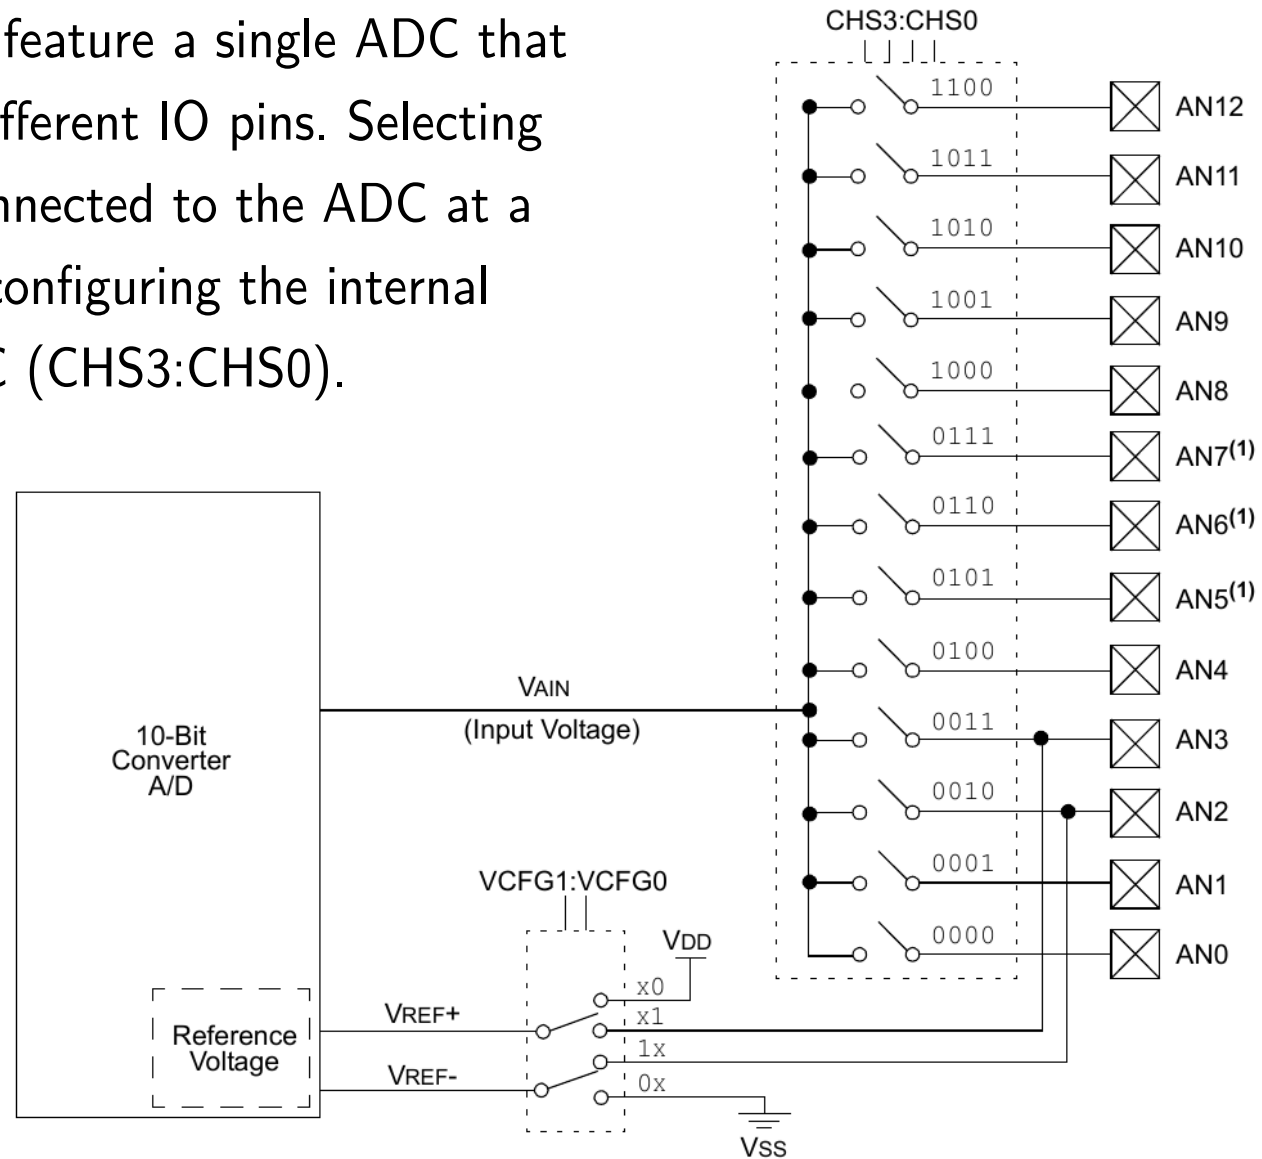 feature a single ADC that
fferent IO pins. Selecting
nnected to the ADC at a
configuring the internal
C (CHS3:CHS0).
CHS3:CHS0
1100 AN12
1011 AN11
1010 AN10
1001 AN9
1000 AN8
0111 AN7(1)
0110 AN6(1)
0101 AN5(1)
0100 AN4
0011 AN3
0010 AN2
0001 AN1
0000 AN0
VAIN
(Input Voltage)
10-Bit
Converter
A/D
VCFG1:VCFG0
VDD
x0
x1
1x
0x
VREF+
VREF-
Reference
Voltage
VSS